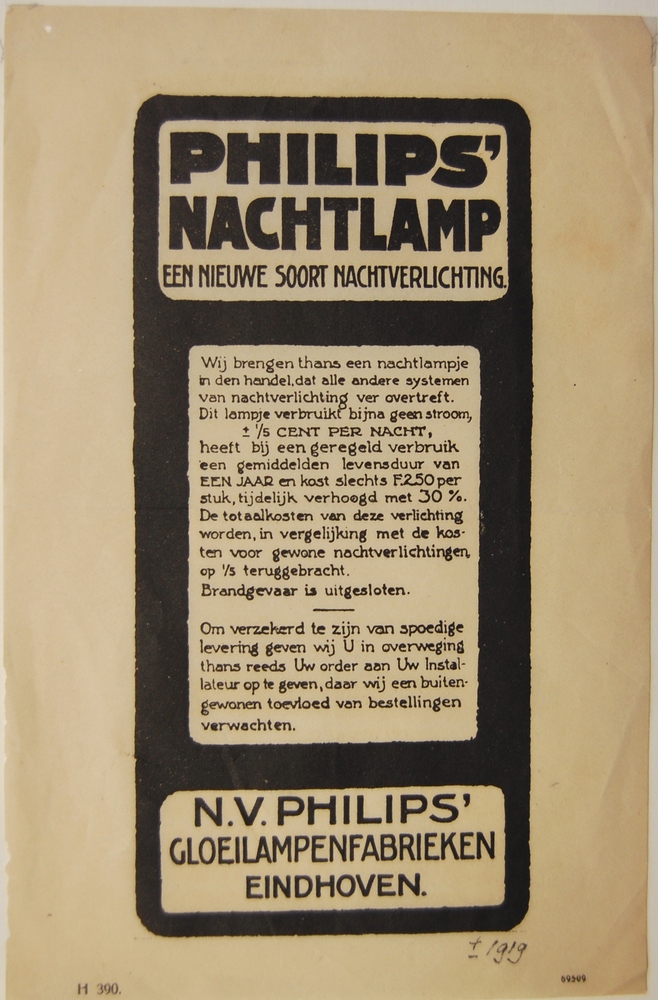 PHILIPS'
NACHTLAMP
EEN NIEUWE SOORT NACHTVERLICHTING.
Wij brengen thans een nachtlampje
in den handel, dat alle andere systemen
van nachtverlichting ver overtreft.
Dit lampje verbruikt bijna geen stroom,
± 1/5 CENT PER NACHT,
heeft bij een geregeld verbruik
een gemiddelden levensduur van
EEN JAAR en kost slechts F.2.50 per
stuk, tijdelijk verhoogd met 30 %.
De totaalkosten van deze verlichting
worden, in vergelijking met de kos-
ten voor gewone nachtverlichtingen,
op 1/5 teruggebracht.
Brandgevaar is uitgesloten.
Om verzekerd te zijn van spoedige
levering geven wij U in overweging
thans reeds Uw order aan Uw Instal-
lateur op te geven, daar wij een buiten-
gewonen toevloed van bestellingen
verwachten.
N.V. PHILIPS'
GLOEILAMPENFABRIEKEN
EINDHOVEN.
± 1919
H 390.